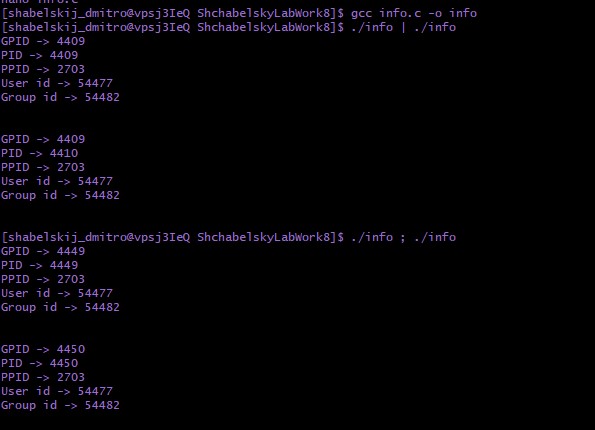 nano info.c
[shabelskij_dmitro@vpsj3IeQ ShchabelskyLabWork8]$ gcc info.c -o info
[shabelskij_dmitro@vpsj3IeQ ShchabelskyLabWork8]$ ./info | ./info
GPID -> 4409
PID -> 4409
PPID -> 2703
User id -> 54477
Group id -> 54482
GPID -> 4409
PID -> 4410
PPID -> 2703
User id -> 54477
Group id -> 54482
[shabelskij_dmitro@vpsj3IeQ ShchabelskyLabWork8]$ ./info ; ./info
GPID -> 4449
PID -> 4449
PPID -> 2703
User id -> 54477
Group id -> 54482
GPID -> 4450
PID -> 4450
PPID -> 2703
User id -> 54477
Group id -> 54482